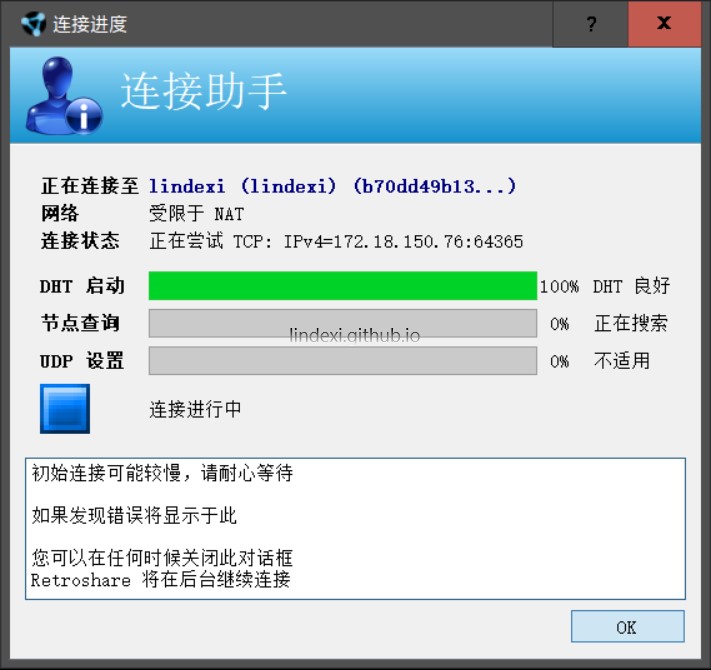 连接进度
?
x
连接助手
正在连接至 lindexi (lindexi) (b70dd49b13...)
网络 受限于 NAT
连接状态 正在尝试 TCP: IPv4=172.18.150.76:64365
DHT 启动 100% DHT 良好
节点查询 0% 正在搜索
lindexi.github.io
UDP 设置 0% 不适用
连接进行中
初始连接可能较慢，请耐心等待
如果发现错误将显示于此
您可以在任何时候关闭此对话框
Retroshare 将在后台继续连接
OK